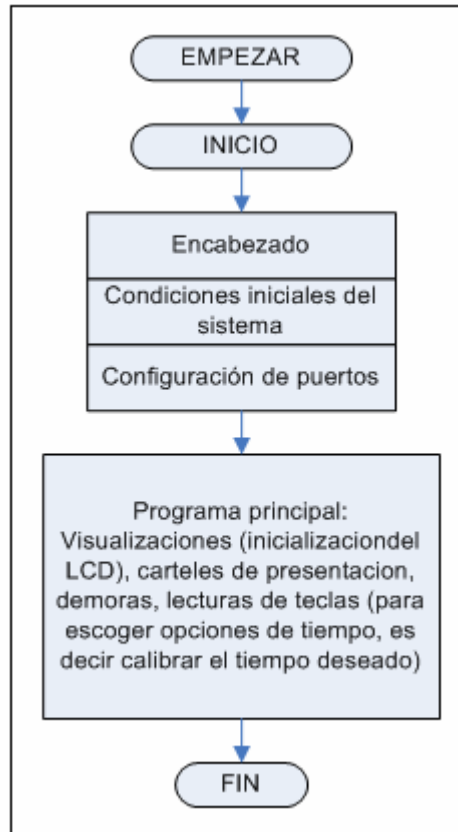 EMPEZAR
INICIO
Encabezado
Condiciones iniciales del
sistema
Configuración de puertos
Programa principal:
Visualizaciones (inicializaciondel
LCD), carteles de presentacion,
demoras, lecturas de teclas (para
escoger opciones de tiempo, es
decir calibrar el tiempo deseado)
FIN